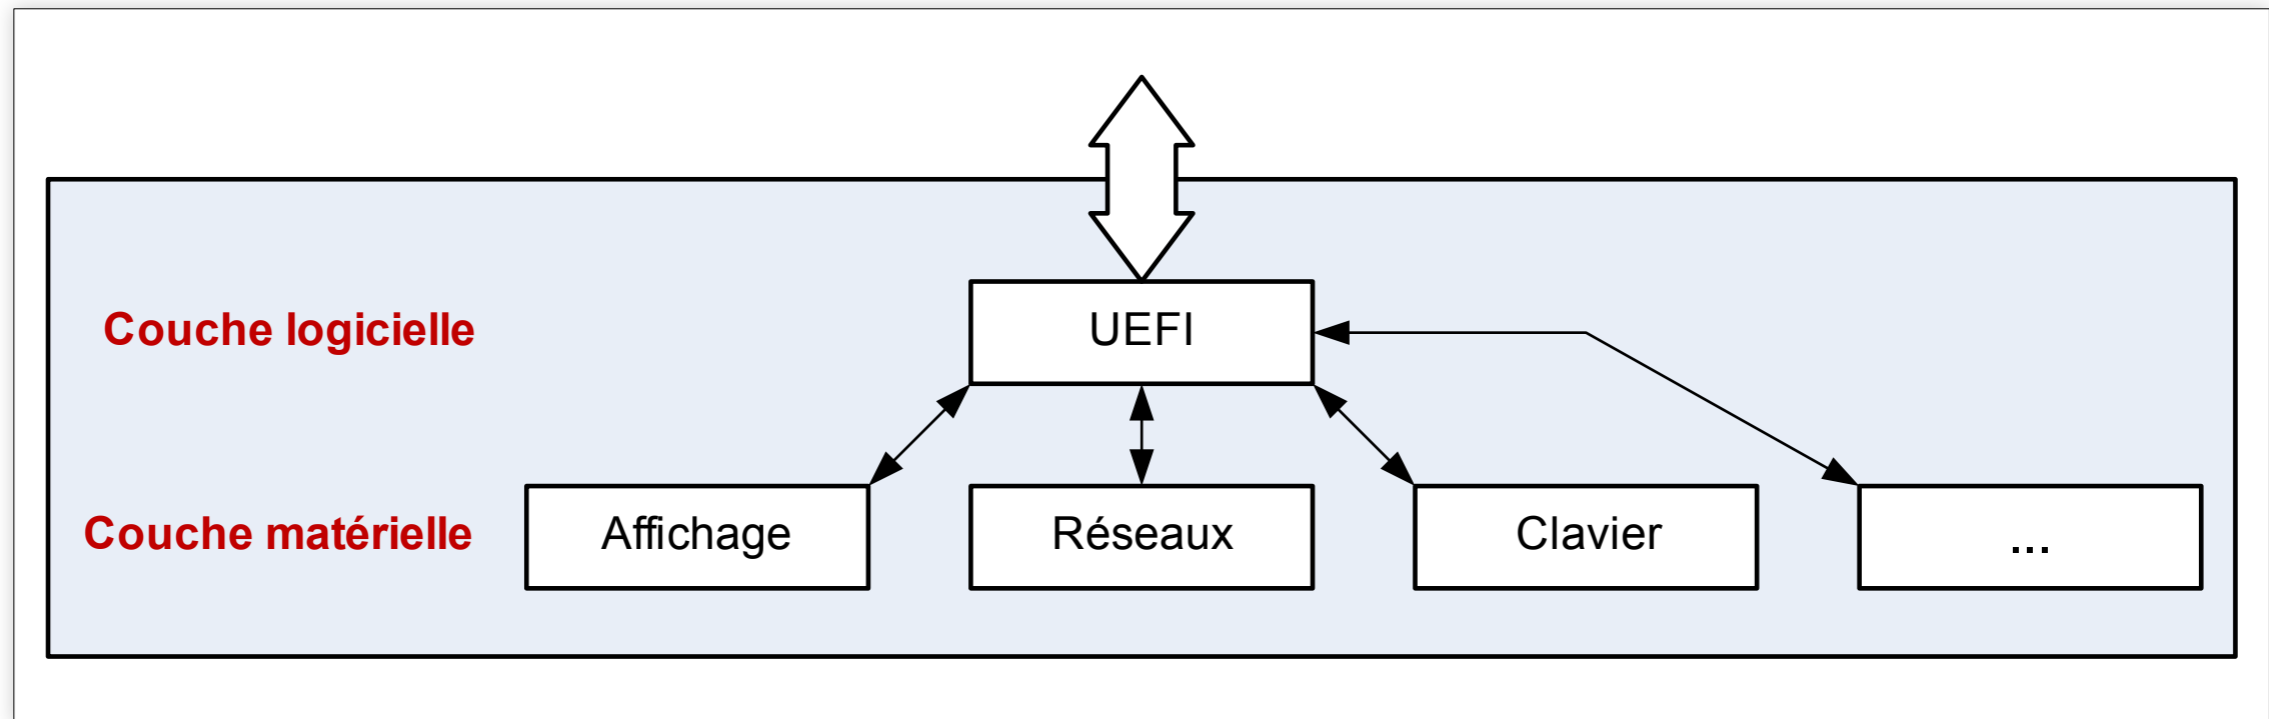 UEFI
Couche logicielle
Couche matérielle
Affichage
Réseaux
Clavier
...